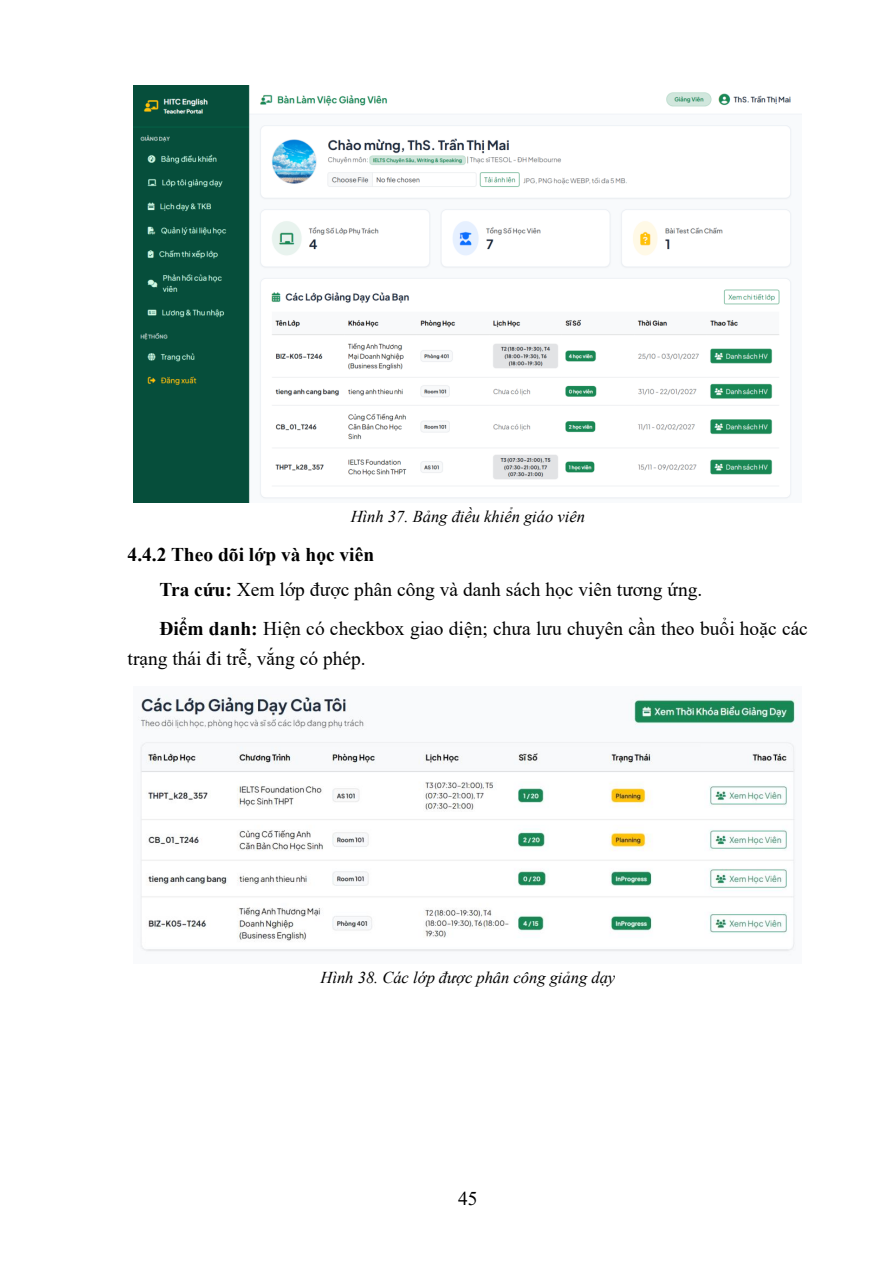 HITC English
Teacher Portal
GIẢNG DẠY
Bảng điều khiển
Lớp tôi giảng dạy
Lịch dạy & TKB
Quản lý tài liệu học
Chấm thi xếp lớp
Phản hồi của học
viên
Lương & Thu nhập
HỆ THỐNG
Trang chủ
Đăng xuất
Bàn Làm Việc Giảng Viên
Giảng Viên ThS. Trần Thị Mai
Chào mừng, ThS. Trần Thị Mai
Chuyên môn: IELTS Chuyên Sâu, Writing & Speaking | Thạc sĩ TESOL - ĐH Melbourne
Choose File No file chosen Tải ảnh lên JPG, PNG hoặc WEBP, tối đa 5 MB.
Tổng Số Lớp Phụ Trách
4
Tổng Số Học Viên
7
Bài Test Cần Chấm
1
Các Lớp Giảng Dạy Của Bạn Xem chi tiết lớp
Tên Lớp Khóa Học Phòng Học Lịch Học Sĩ Số Thời Gian Thao Tác
BIZ-K05-T246 Tiếng Anh Thương Mại Doanh Nghiệp (Business English) Phòng 401 T2 (18:00-19:30), T4 (18:00-19:30), T6 (18:00-19:30) 4 học viên 25/10 - 03/01/2027 Danh sách HV
tieng anh cang bang tieng anh thieu nhi Room 101 Chưa có lịch 0 học viên 31/10 - 22/01/2027 Danh sách HV
CB_01_T246 Củng Cố Tiếng Anh Căn Bản Cho Học Sinh Room 101 Chưa có lịch 2 học viên 11/11 - 02/02/2027 Danh sách HV
THPT_k28_357 IELTS Foundation Cho Học Sinh THPT AS 101 T3 (07:30-21:00), T5 (07:30-21:00), T7 (07:30-21:00) 1 học viên 15/11 - 09/02/2027 Danh sách HV
Hình 37. Bảng điều khiển giáo viên
4.4.2 Theo dõi lớp và học viên
Tra cứu: Xem lớp được phân công và danh sách học viên tương ứng.
Điểm danh: Hiện có checkbox giao diện; chưa lưu chuyên cần theo buổi hoặc các
trạng thái đi trễ, vắng có phép.
Các Lớp Giảng Dạy Của Tôi
Theo dõi lịch học, phòng học và sĩ số các lớp đang phụ trách
Xem Thời Khóa Biểu Giảng Dạy
Tên Lớp Học Chương Trình Phòng Học Lịch Học Sĩ Số Trạng Thái Thao Tác
THPT_k28_357 IELTS Foundation Cho Học Sinh THPT AS 101 T3 (07:30-21:00), T5 (07:30-21:00), T7 (07:30-21:00) 1 / 20 Planning Xem Học Viên
CB_01_T246 Củng Cố Tiếng Anh Căn Bản Cho Học Sinh Room 101 2 / 20 Planning Xem Học Viên
tieng anh cang bang tieng anh thieu nhi Room 101 0 / 20 InProgress Xem Học Viên
BIZ-K05-T246 Tiếng Anh Thương Mại Doanh Nghiệp (Business English) Phòng 401 T2 (18:00-19:30), T4 (18:00-19:30), T6 (18:00-19:30) 4 / 15 InProgress Xem Học Viên
Hình 38. Các lớp được phân công giảng dạy
45